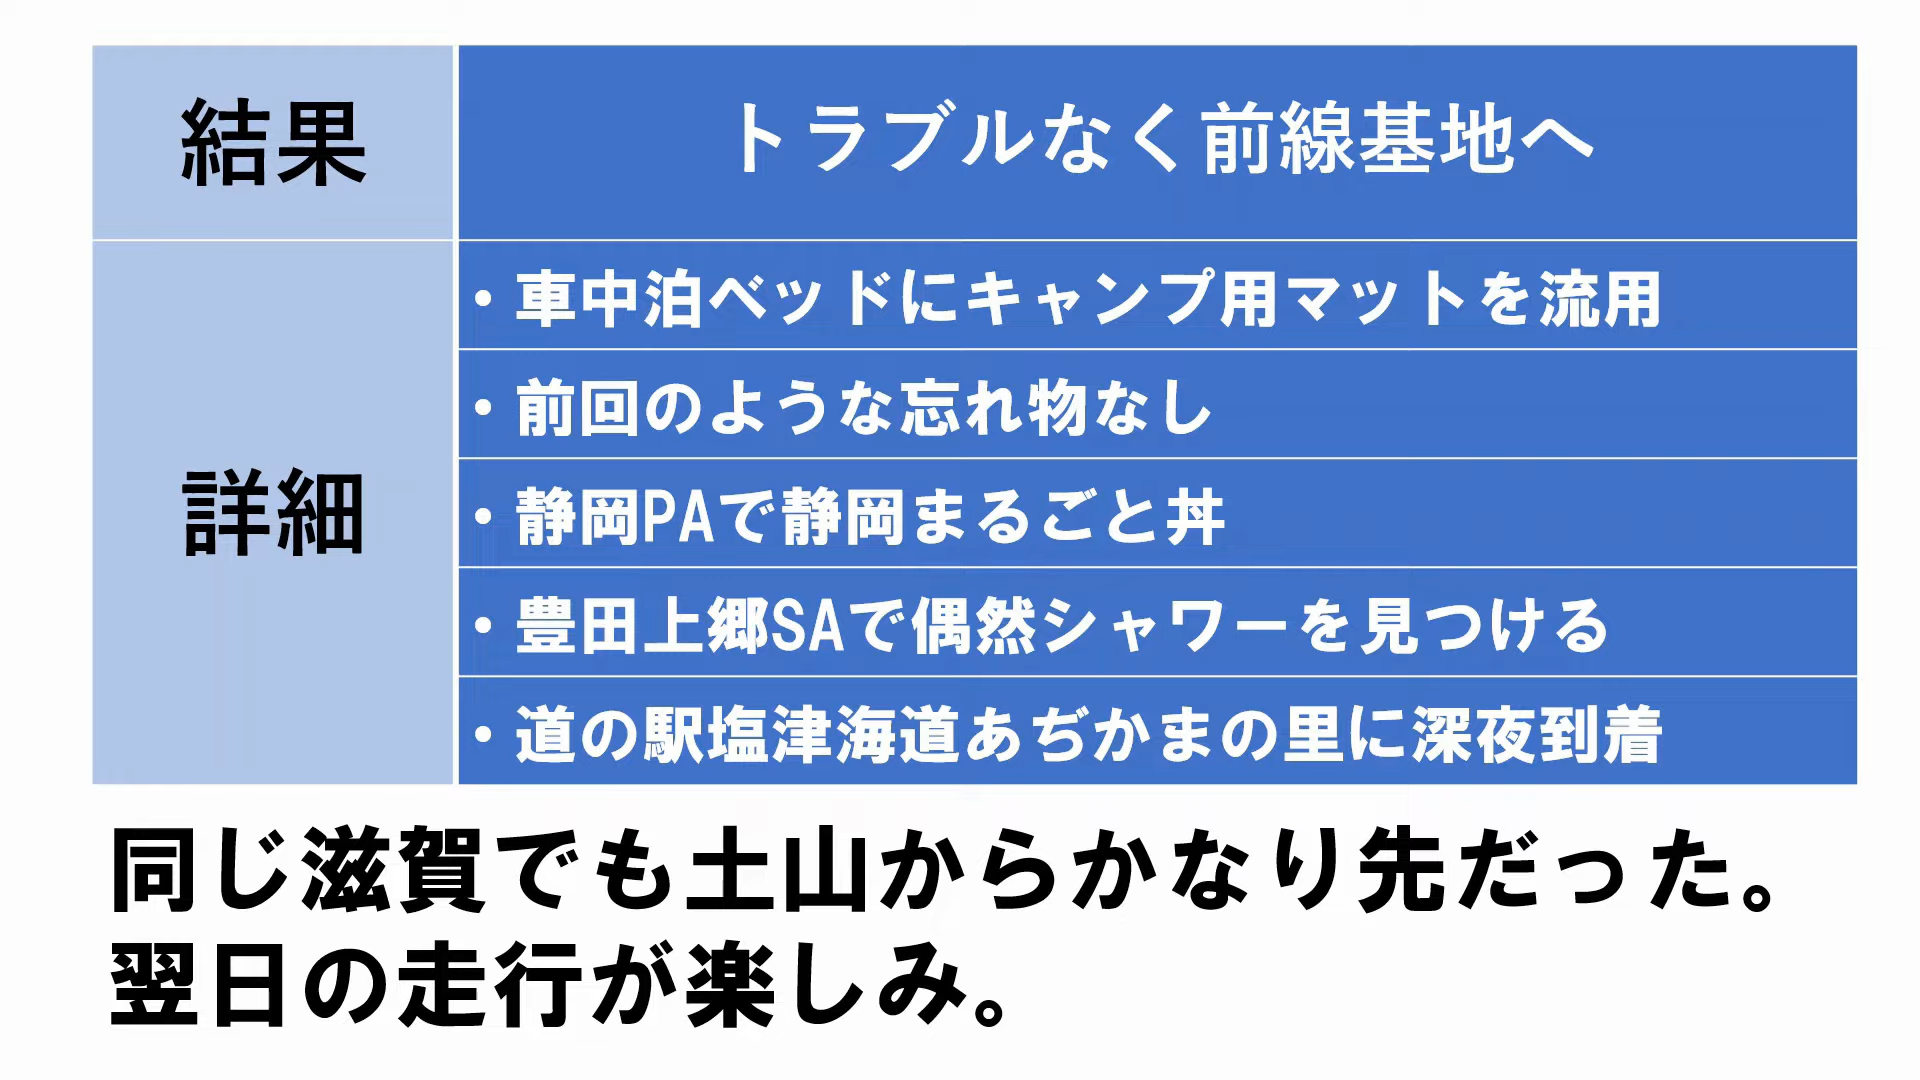 結果
トラブルなく前線基地へ
詳細
・車中泊ベッドにキャンプ用マットを流用
・前回のような忘れ物なし
・静岡PAで静岡まるごと丼
・豊田上郷SAで偶然シャワーを見つける
・道の駅塩津海道あぢかまの里に深夜到着
同じ滋賀でも土山からかなり先だった。
翌日の走行が楽しみ。